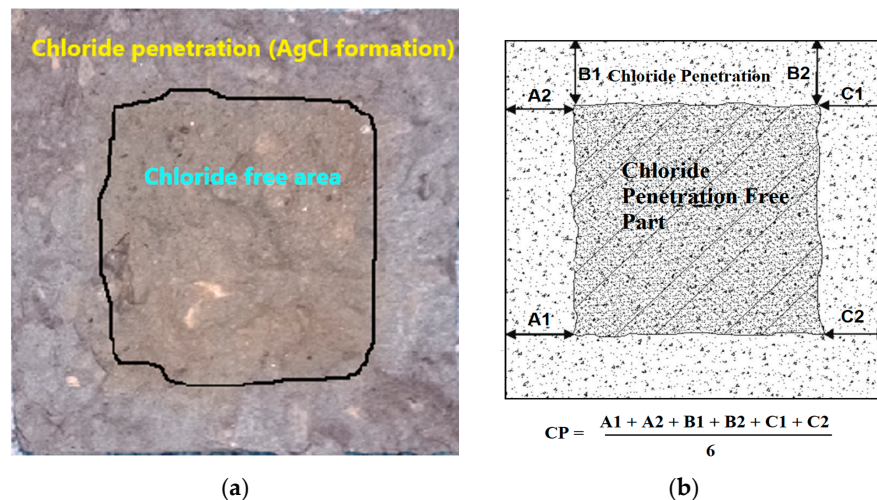 Chloride penetration (AgCl formation)
Chloride free area
(a)
B1
Chloride Penetration
B2
A2
C1
Chloride
Penetration Free
Part
A1
C2
CP = A1 + A2 + B1 + B2 + C1 + C2
6
(b)